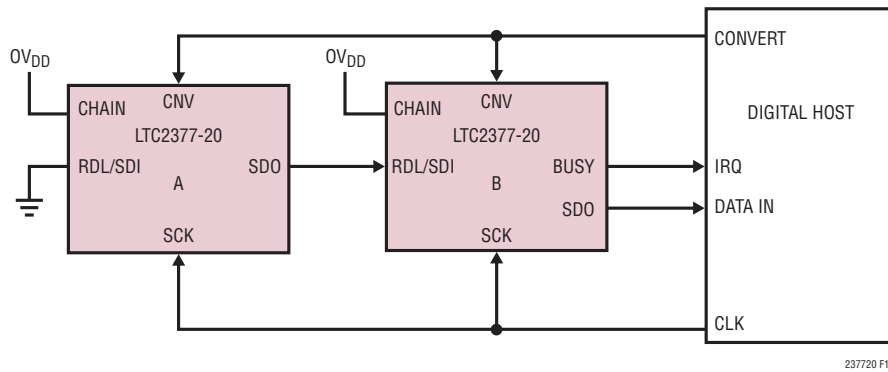 CONVERT
OVDD
OVDD
CHAIN
CNV
CHAIN
CNV
DIGITAL HOST
LTC2377-20
LTC2377-20
RDL/SDI
SDO
RDL/SDI
BUSY
IRQ
A
B
SDO
DATA IN
SCK
SCK
CLK
237720 F1